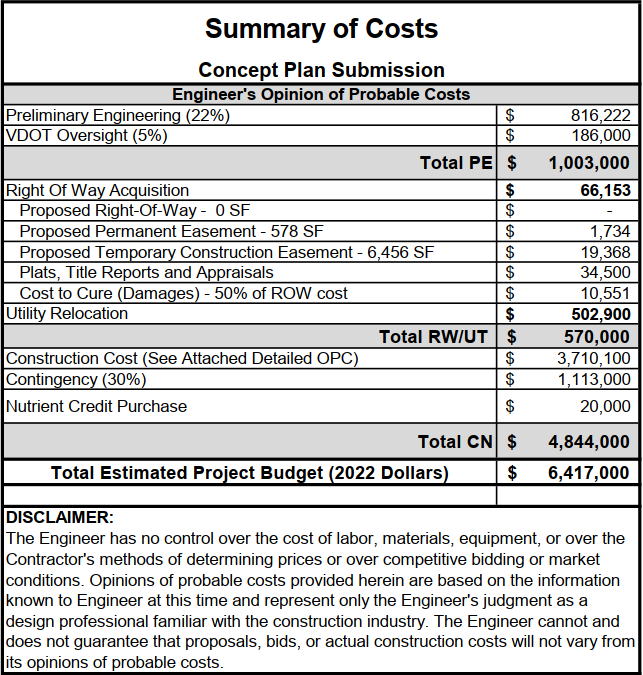 Summary of Costs
Concept Plan Submission
Engineer's Opinion of Probable Costs
Preliminary Engineering (22%) $ 816,222
VDOT Oversight (5%) $ 186,000
Total PE $ 1,003,000
Right Of Way Acquisition $ 66,153
Proposed Right-Of-Way - 0 SF $ -
Proposed Permanent Easement - 578 SF $ 1,734
Proposed Temporary Construction Easement - 6,456 SF $ 19,368
Plats, Title Reports and Appraisals $ 34,500
Cost to Cure (Damages) - 50% of ROW cost $ 10,551
Utility Relocation $ 502,900
Total RW/UT $ 570,000
Construction Cost (See Attached Detailed OPC) $ 3,710,100
Contingency (30%) $ 1,113,000
Nutrient Credit Purchase $ 20,000
Total CN $ 4,844,000
Total Estimated Project Budget (2022 Dollars) $ 6,417,000
DISCLAIMER:
The Engineer has no control over the cost of labor, materials, equipment, or over the
Contractor's methods of determining prices or over competitive bidding or market
conditions. Opinions of probable costs provided herein are based on the information
known to Engineer at this time and represent only the Engineer's judgment as a
design professional familiar with the construction industry. The Engineer cannot and
does not guarantee that proposals, bids, or actual construction costs will not vary from
its opinions of probable costs.